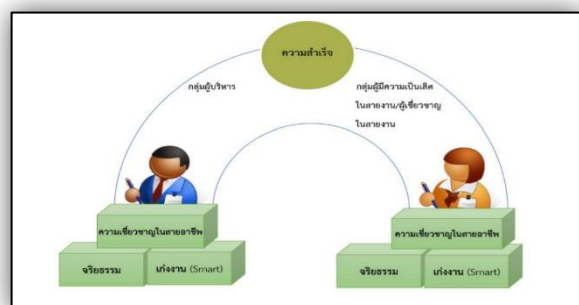 ความสำเร็จ
กลุ่มผู้บริหาร
กลุ่มผู้มีความเป็นเลิศ
ในสายงาน/ผู้เชี่ยวชาญ
ในสายงาน
ความเชี่ยวชาญในสายอาชีพ
จริยธรรม
เก่งงาน (Smart)
ความเชี่ยวชาญในสายอาชีพ
จริยธรรม
เก่งงาน (Smart)